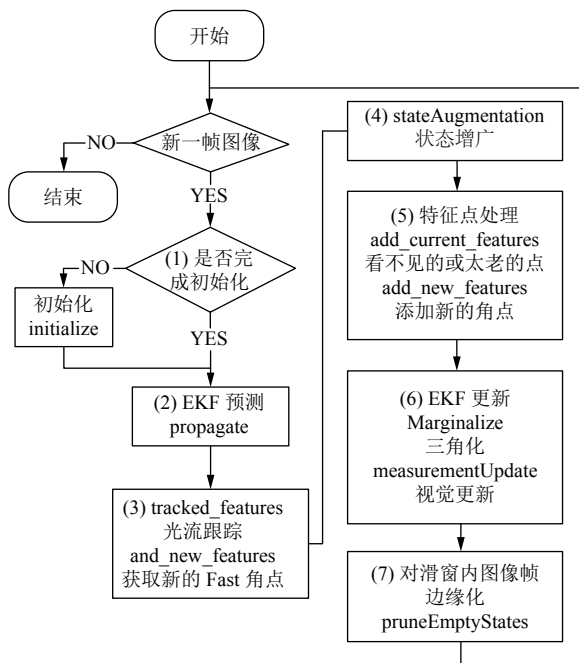 开始
新一帧图像
NO
结束
YES
(1) 是否完
成初始化
NO
初始化
initialize
YES
(2) EKF 预测
propagate
(3) tracked_features
光流跟踪
and_new_features
获取新的 Fast 角点
(4) stateAugmentation
状态增广
(5) 特征点处理
add_current_features
看不见的或太老的点
add_new_features
添加新的角点
(6) EKF 更新
Marginalize
三角化
measurementUpdate
视觉更新
(7) 对滑窗内图像帧
边缘化
pruneEmptyStates